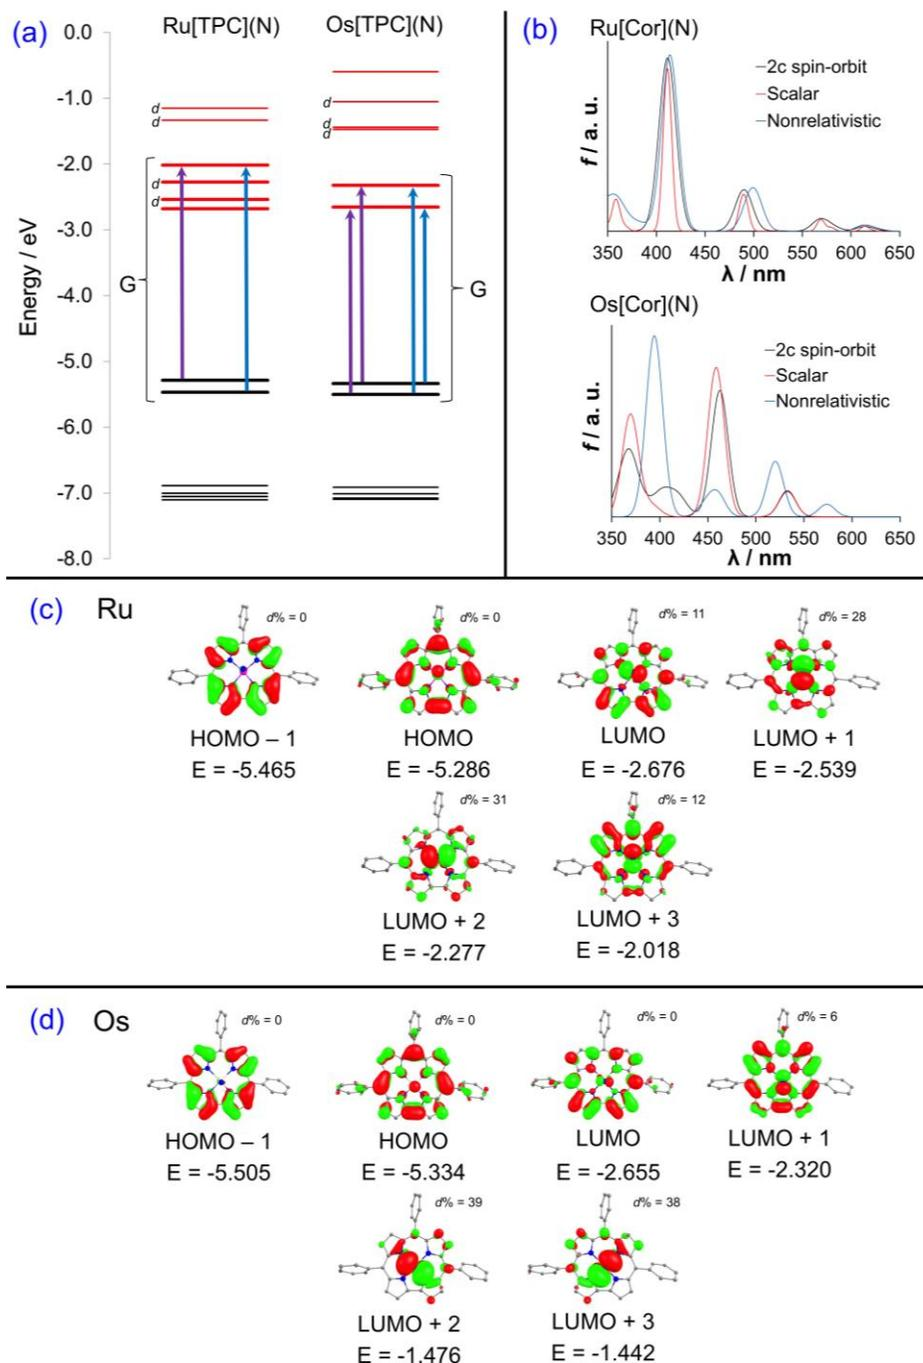 (a)
Ru[TPC](N)
Os[TPC](N)
Energy / eV
0.0
-1.0
-2.0
-3.0
-4.0
-5.0
-6.0
-7.0
-8.0
d
d
d
d
d
d
d
G
G
(b)
Ru[Cor](N)
2c spin-orbit
Scalar
Nonrelativistic
f / a. u.
350 400 450 500 550 600 650
λ / nm
Os[Cor](N)
2c spin-orbit
Scalar
Nonrelativistic
f / a. u.
350 400 450 500 550 600 650
λ / nm
(c) Ru
d% = 0
d% = 0
d% = 11
d% = 28
HOMO – 1 HOMO LUMO LUMO + 1
E = -5.465 E = -5.286 E = -2.676 E = -2.539
d% = 31
d% = 12
LUMO + 2 LUMO + 3
E = -2.277 E = -2.018
(d) Os
d% = 0
d% = 0
d% = 0
d% = 6
HOMO – 1 HOMO LUMO LUMO + 1
E = -5.505 E = -5.334 E = -2.655 E = -2.320
d% = 39
d% = 38
LUMO + 2 LUMO + 3
E = -1.476 E = -1.442